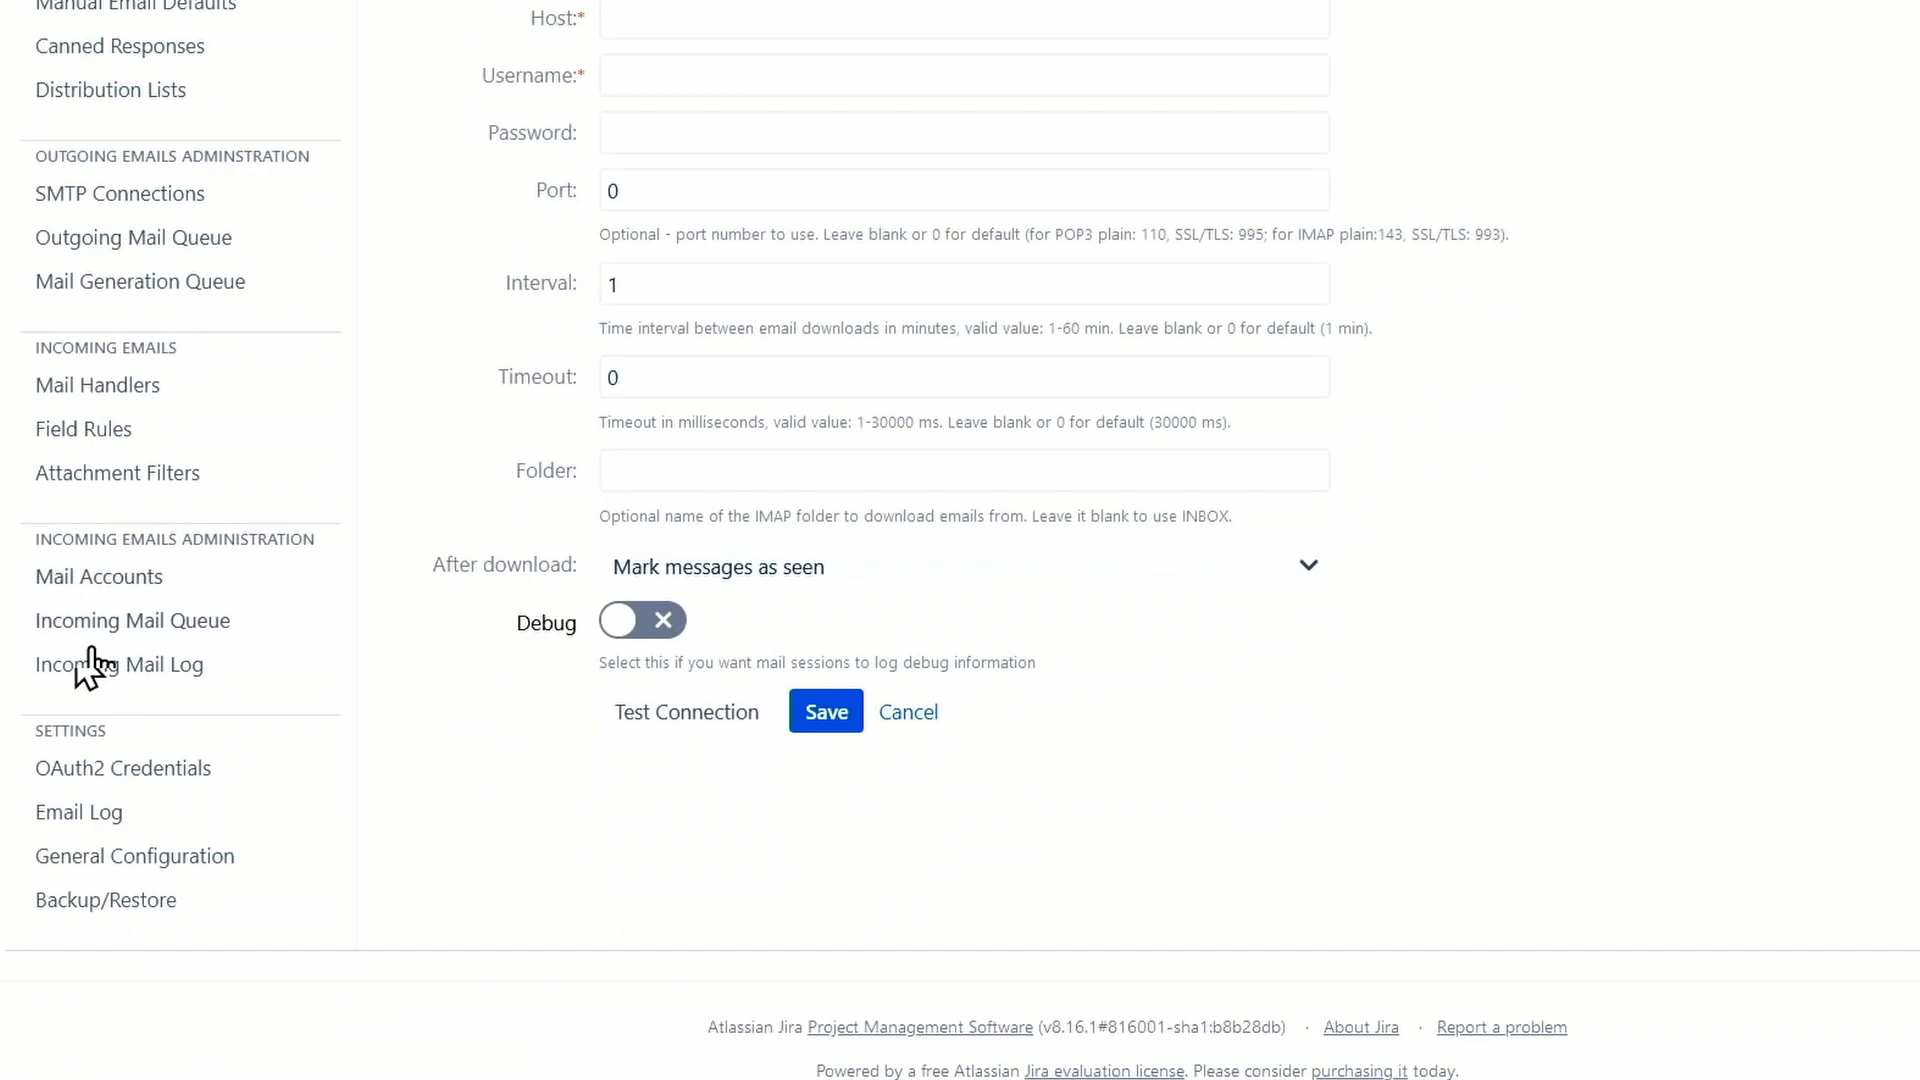 Manual Email Defaults
Canned Responses
Distribution Lists
OUTGOING EMAILS ADMINSTRATION
SMTP Connections
Outgoing Mail Queue
Mail Generation Queue
INCOMING EMAILS
Mail Handlers
Field Rules
Attachment Filters
INCOMING EMAILS ADMINISTRATION
Mail Accounts
Incoming Mail Queue
Incoming Mail Log
SETTINGS
OAuth2 Credentials
Email Log
General Configuration
Backup/Restore
Host:*
Username:*
Password:
Port: 0
Optional - port number to use. Leave blank or 0 for default (for POP3 plain: 110, SSL/TLS: 995; for IMAP plain:143, SSL/TLS: 993).
Interval: 1
Time interval between email downloads in minutes, valid value: 1-60 min. Leave blank or 0 for default (1 min).
Timeout: 0
Timeout in milliseconds, valid value: 1-30000 ms. Leave blank or 0 for default (30000 ms).
Folder:
Optional name of the IMAP folder to download emails from. Leave it blank to use INBOX.
After download: Mark messages as seen
Debug
Select this if you want mail sessions to log debug information
Test Connection Save Cancel
Atlassian Jira Project Management Software (v8.16.1#816001-sha1:b8b28db) · About Jira · Report a problem
Powered by a free Atlassian Jira evaluation license. Please consider purchasing it today.